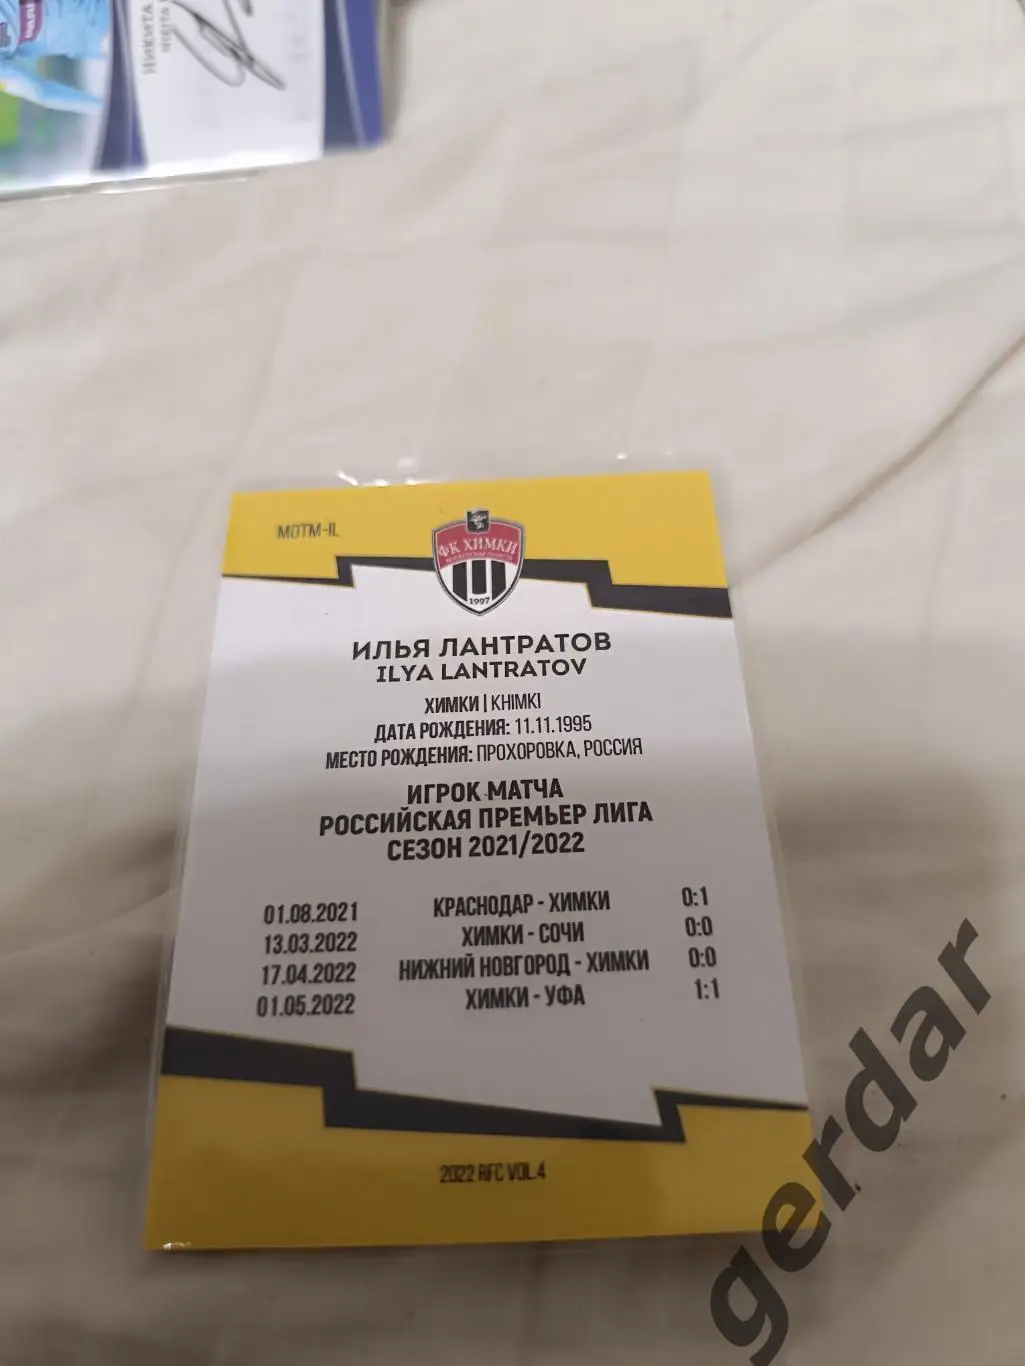 НИКИТА
MOTM-IL
ФК ХИМКИ
1997
ИЛЬЯ ЛАНТРАТОВ
ILYA LANTRATOV
ХИМКИ | KHIMKI
ДАТА РОЖДЕНИЯ: 11.11.1995
МЕСТО РОЖДЕНИЯ: ПРОХОРОВКА, РОССИЯ
ИГРОК МАТЧА
РОССИЙСКАЯ ПРЕМЬЕР ЛИГА
СЕЗОН 2021/2022
01.08.2021 КРАСНОДАР - ХИМКИ 0:1
13.03.2022 ХИМКИ - СОЧИ 0:0
17.04.2022 НИЖНИЙ НОВГОРОД - ХИМКИ 0:0
01.05.2022 ХИМКИ - УФА 1:1
2022 RFC VOL.4
gerdar